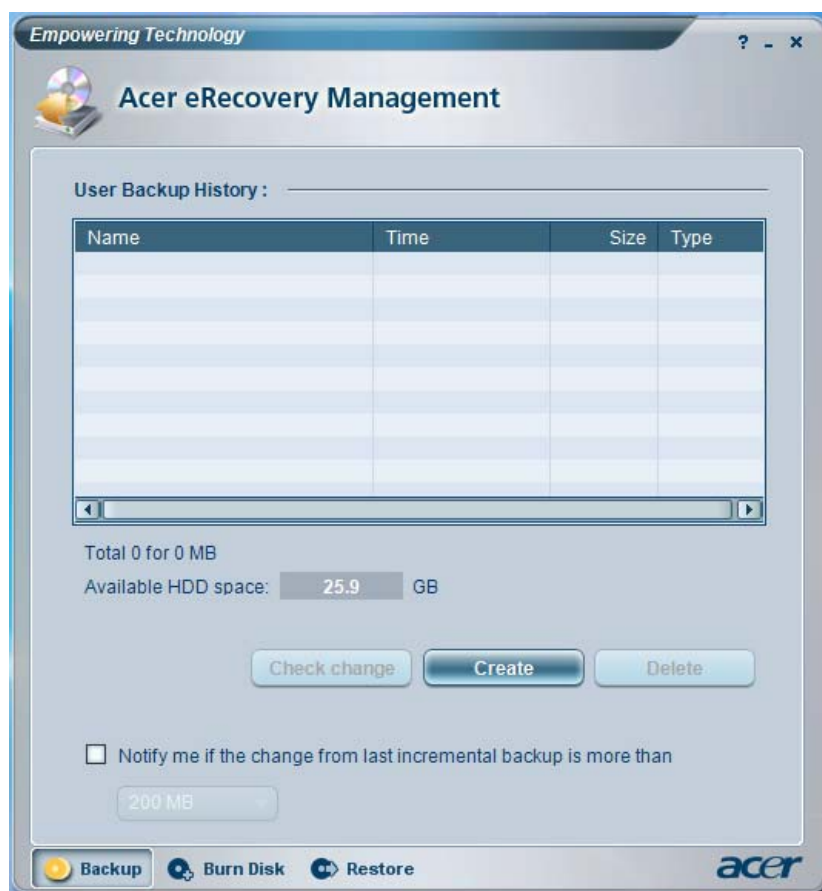 Empowering Technology
? - x
Acer eRecovery Management
User Backup History :
Name Time Size Type
Total 0 for 0 MB
Available HDD space: 25.9 GB
Check change Create Delete
Notify me if the change from last incremental backup is more than
200 MB
Backup Burn Disk Restore acer